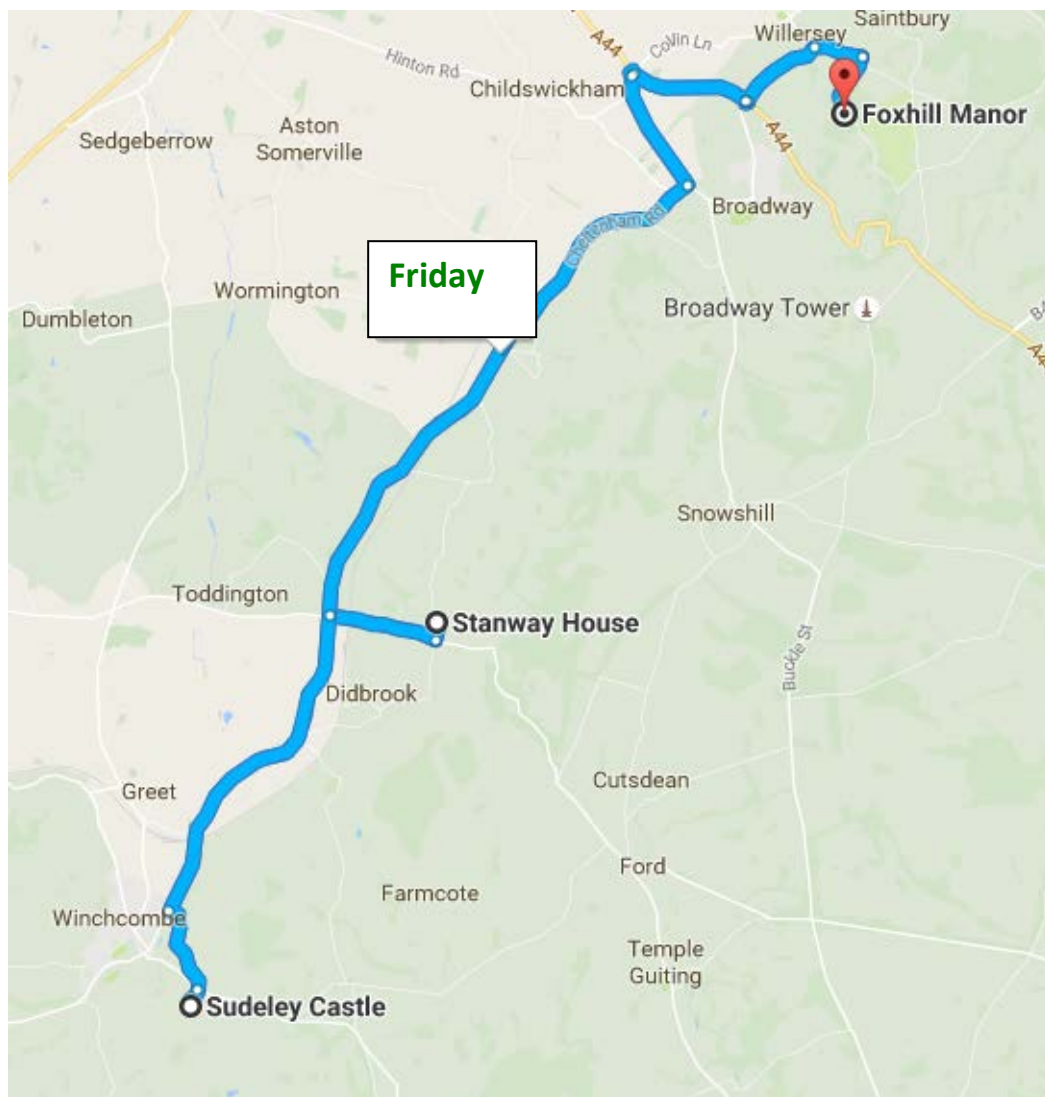 Saintbury
A44
Colin Ln
Willersey
Hinton Rd
Childswickham
Foxhill Manor
Sedgeberrow
Aston
Somerville
A44
Broadway
Cheltenham Rd
Friday
Wormington
Dumbleton
Broadway Tower
Snowshill
Toddington
Stanway House
Buckle St
Didbrook
Cutsdean
Greet
Ford
Farmcote
Winchcombe
Temple
Guiting
Sudeley Castle